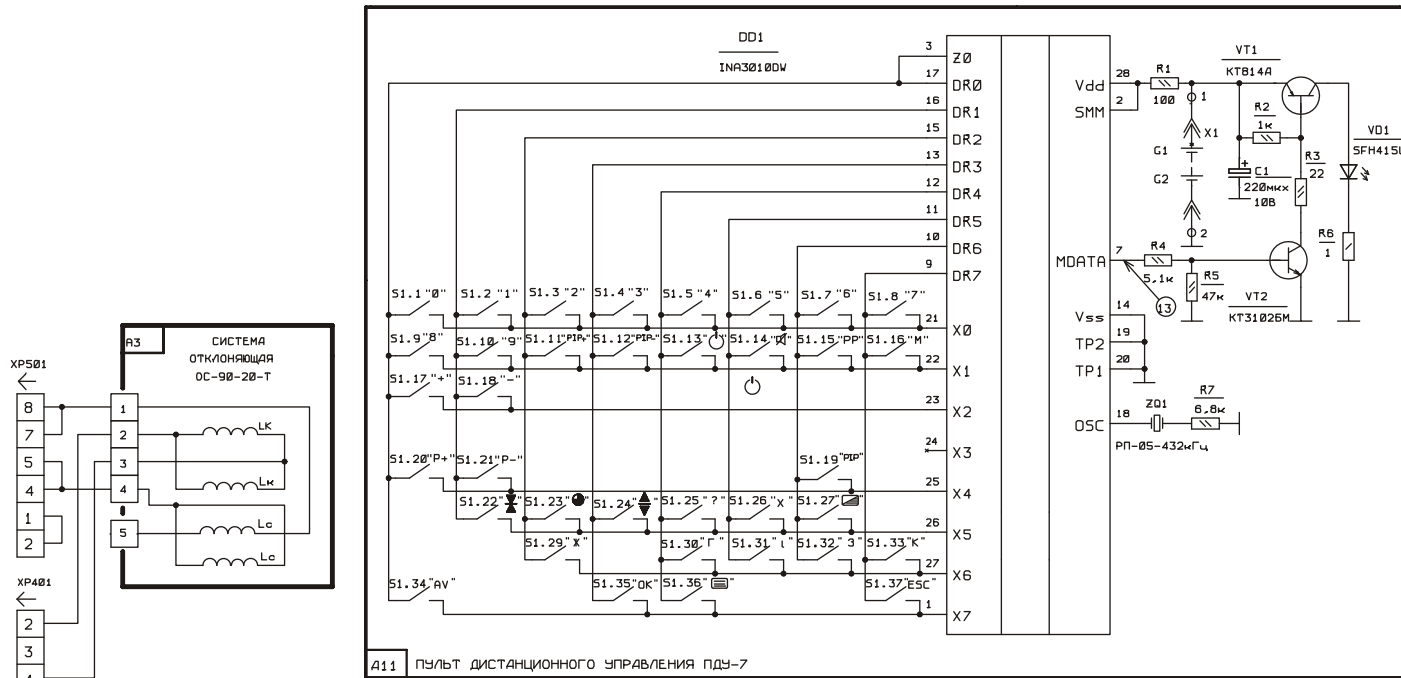 DD1
INA3010DW
3 Z0
17 DR0
16 DR1
15 DR2
13 DR3
12 DR4
11 DR5
10 DR6
9 DR7
S1.1 "0" S1.2 "1" S1.3 "2" S1.4 "3" S1.5 "4" S1.6 "5" S1.7 "6" S1.8 "7"
21 X0
S1.9 "8" S1.10 "9" S1.11 "PIP+" S1.12 "PIP-" S1.13 S1.14 S1.15 "PP" S1.16 "M"
22 X1
S1.17 "+" S1.18 "-"
23 X2
24 X3
S1.20 "P+" S1.21 "P-" S1.19 "PIP"
25 X4
S1.22 " " S1.23 " " S1.24 " " S1.25 "?" S1.26 "X" S1.27 " "
26 X5
S1.29 "Ж" S1.30 "Г" S1.31 S1.32 "З" S1.33 "К"
27 X6
S1.34 "AV" S1.35 "OK" S1.36 " " S1.37 "ESC"
1 X7
Vdd 28
SMM 2
MDATA 7
Vss 14
TP2 19
TP1 20
OSC 18
R1
100
1
X1
G1
G2
2
VT1
КТ814А
R2
1к
+ C1
220мкх
10В
R3
22
VD1
SFH415U
R6
1
R4
5,1к
R5
47к
13
VT2
КТ3102БМ
ZQ1
R7
6,8к
РП-05-432кГц
A11 ПУЛЬТ ДИСТАНЦИОННОГО УПРАВЛЕНИЯ ПДУ-7
A3
СИСТЕМА
ОТКЛОНЯЮЩАЯ
ОС-90-20-Т
XP501
8
7
5
4
1
2
1
2
3
4
5
LК
Lк
Lс
Lс
XP401
2
3
4